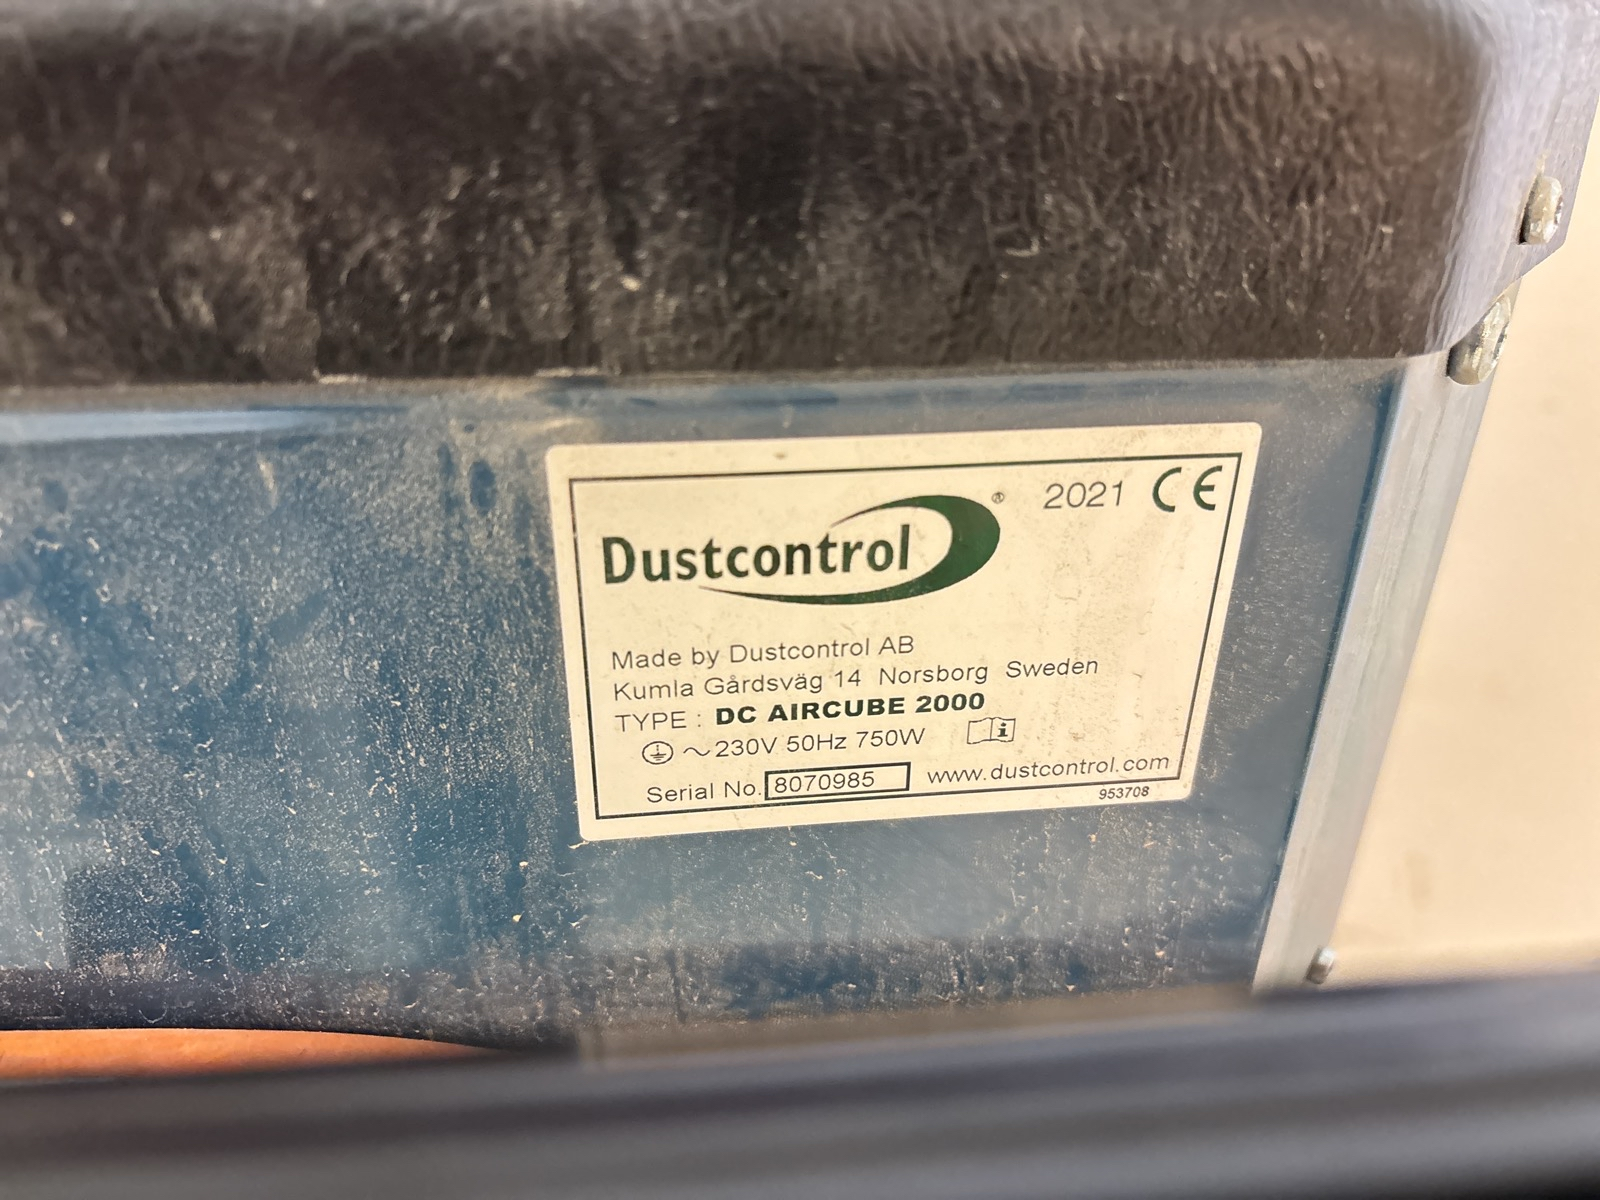 Dustcontrol®
2021 CE
Made by Dustcontrol AB
Kumla Gårdsväg 14 Norsborg Sweden
TYPE : DC AIRCUBE 2000
~230V 50Hz 750W i
Serial No. 8070985 www.dustcontrol.com
953708